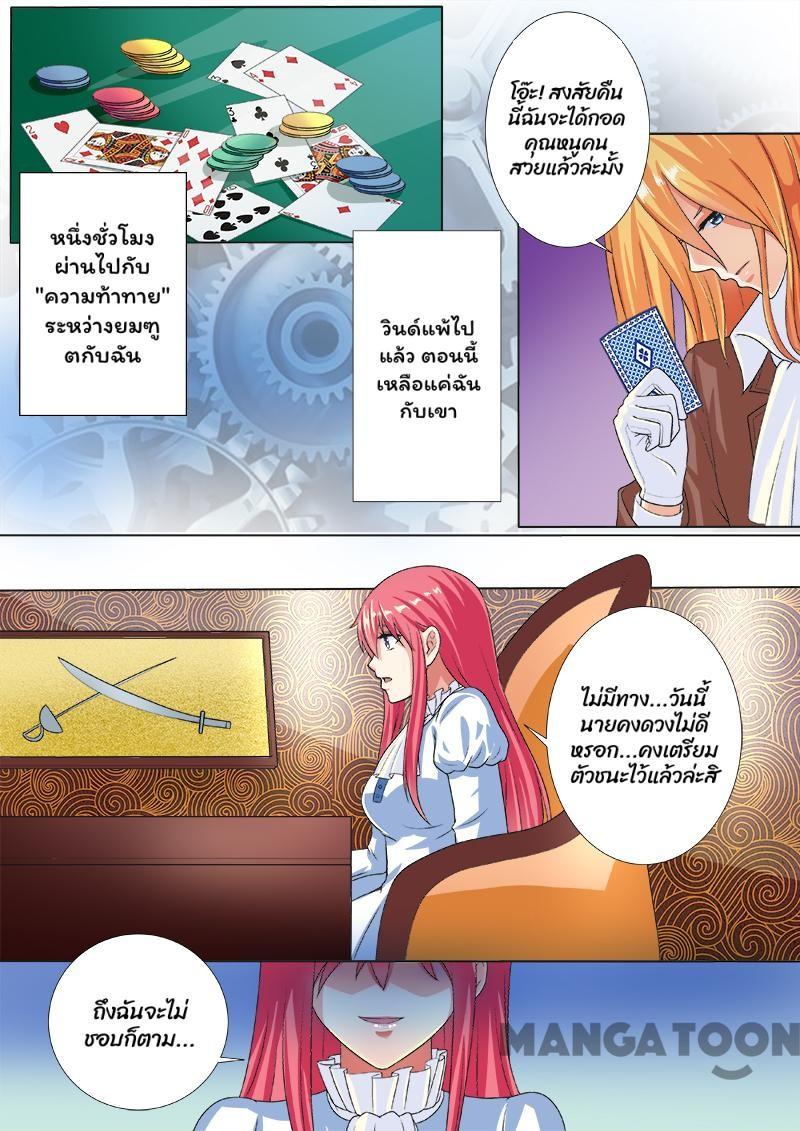 โอ๊ะ! สงสัยคืน
นี้ฉันจะได้กอด
คุณหนูคน
สวยแล้วล่ะมั้ง
หนึ่งชั่วโมง
ผ่านไปกับ
"ความท้าทาย"
ระหว่างยมฑู
ตกับฉัน
วินด์แพ้ไป
แล้ว ตอนนี้
เหลือแค่ฉัน
กับเขา
ไม่มีทาง...วันนี้
นายคงดวงไม่ดี
หรอก...คงเตรียม
ตัวชนะไว้แล้วล่ะสิ
ถึงฉันจะไม่
ชอบก็ตาม...
MANGATOON